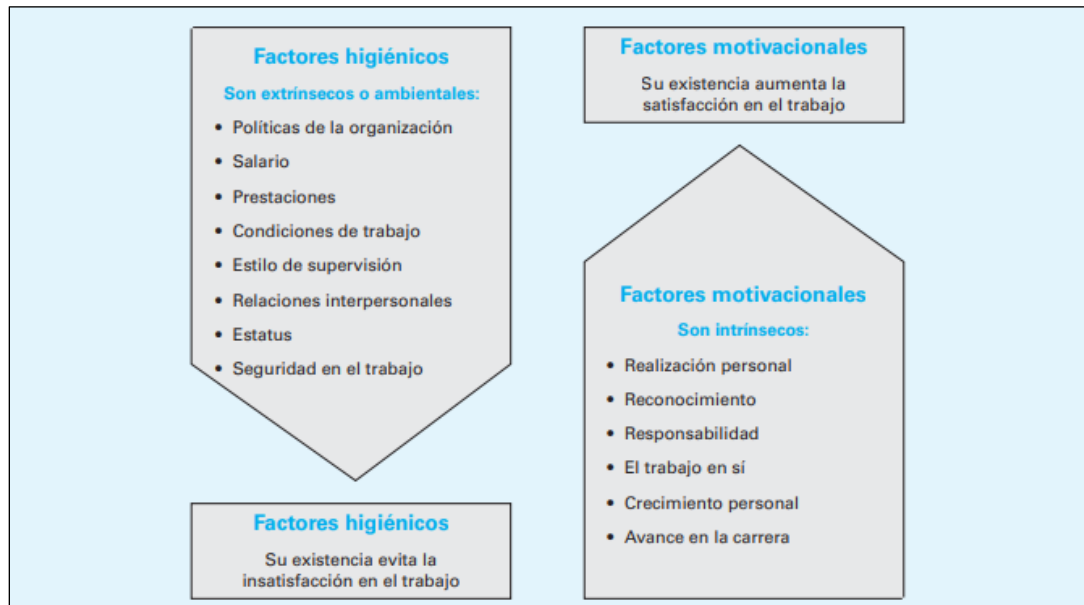 Factores higiénicos
Son extrínsecos o ambientales:
• Políticas de la organización
• Salario
• Prestaciones
• Condiciones de trabajo
• Estilo de supervisión
• Relaciones interpersonales
• Estatus
• Seguridad en el trabajo
Factores higiénicos
Su existencia evita la
insatisfacción en el trabajo
Factores motivacionales
Su existencia aumenta la
satisfacción en el trabajo
Factores motivacionales
Son intrínsecos:
• Realización personal
• Reconocimiento
• Responsabilidad
• El trabajo en sí
• Crecimiento personal
• Avance en la carrera